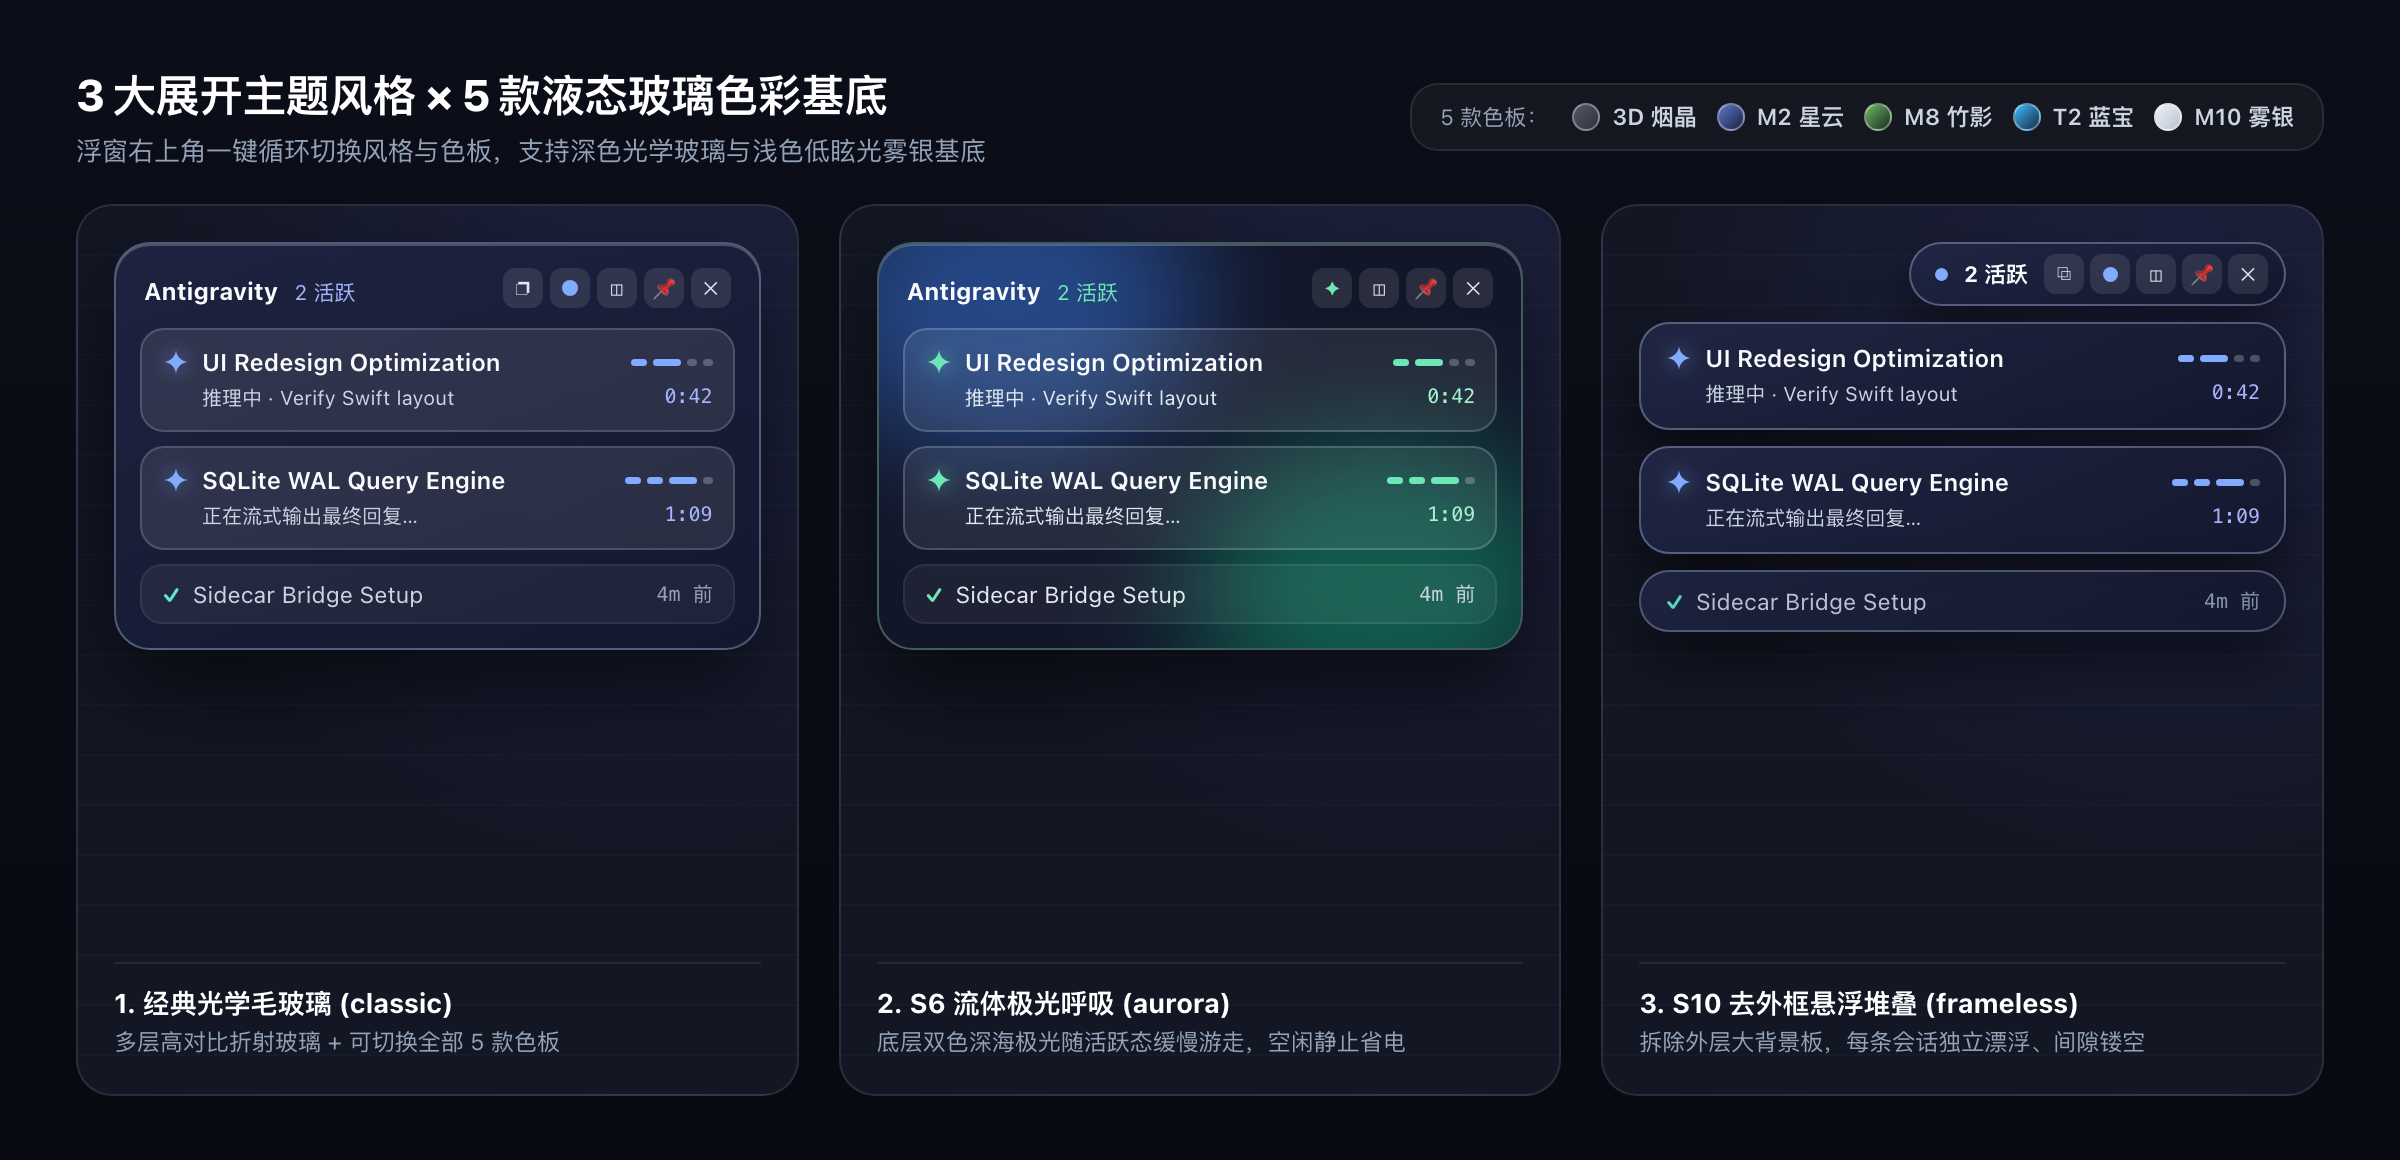 3 大展开主题风格 × 5 款液态玻璃色彩基底
浮窗右上角一键循环切换风格与色板，支持深色光学玻璃与浅色低眩光雾银基底
5 款色板： 3D 烟晶 M2 星云 M8 竹影 T2 蓝宝 M10 雾银
Antigravity 2 活跃
UI Redesign Optimization
推理中 · Verify Swift layout 0:42
SQLite WAL Query Engine
正在流式输出最终回复... 1:09
✓ Sidecar Bridge Setup 4m 前
1. 经典光学毛玻璃 (classic)
多层高对比折射玻璃 + 可切换全部 5 款色板
Antigravity 2 活跃
UI Redesign Optimization
推理中 · Verify Swift layout 0:42
SQLite WAL Query Engine
正在流式输出最终回复... 1:09
✓ Sidecar Bridge Setup 4m 前
2. S6 流体极光呼吸 (aurora)
底层双色深海极光随活跃态缓慢游走，空闲静止省电
2 活跃
UI Redesign Optimization
推理中 · Verify Swift layout 0:42
SQLite WAL Query Engine
正在流式输出最终回复... 1:09
✓ Sidecar Bridge Setup 4m 前
3. S10 去外框悬浮堆叠 (frameless)
拆除外层大背景板，每条会话独立漂浮、间隙镂空